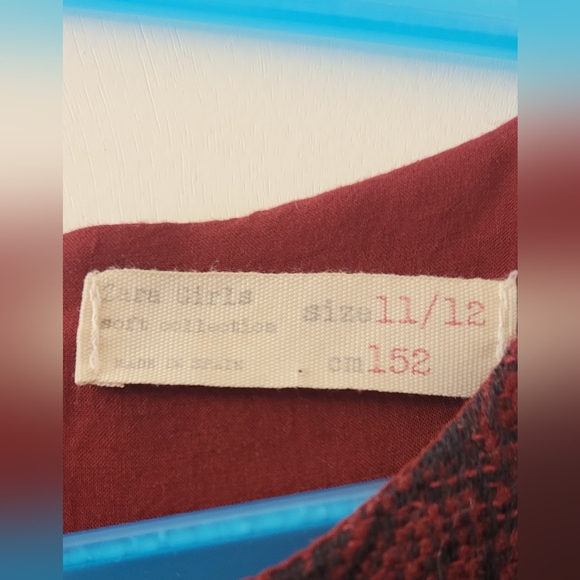 Zara Girls
soft collection
MADE IN SPAIN
size 11/12
cm 152